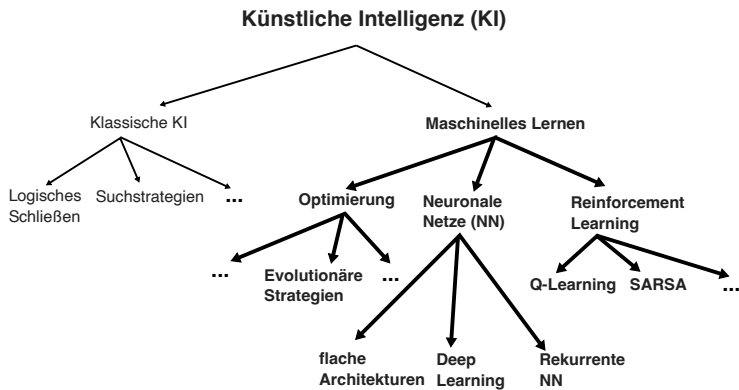 Künstliche Intelligenz (KI)
Klassische KI
Maschinelles Lernen
Logisches
Schließen
Suchstrategien
...
Optimierung
Neuronale
Netze (NN)
Reinforcement
Learning
...
Evolutionäre
Strategien
...
Q-Learning
SARSA
...
flache
Architekturen
Deep
Learning
Rekurrente
NN